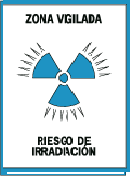 ZONA VGILADA
RIESGO DE
IRRADIACIÓN